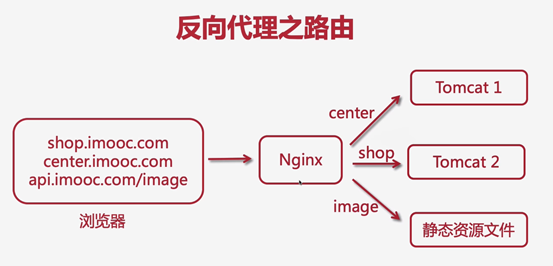 反向代理之路由
shop.imooc.com
center.imooc.com
api.imooc.com/image
浏览器
Nginx
center
shop
image
Tomcat 1
Tomcat 2
静态资源文件